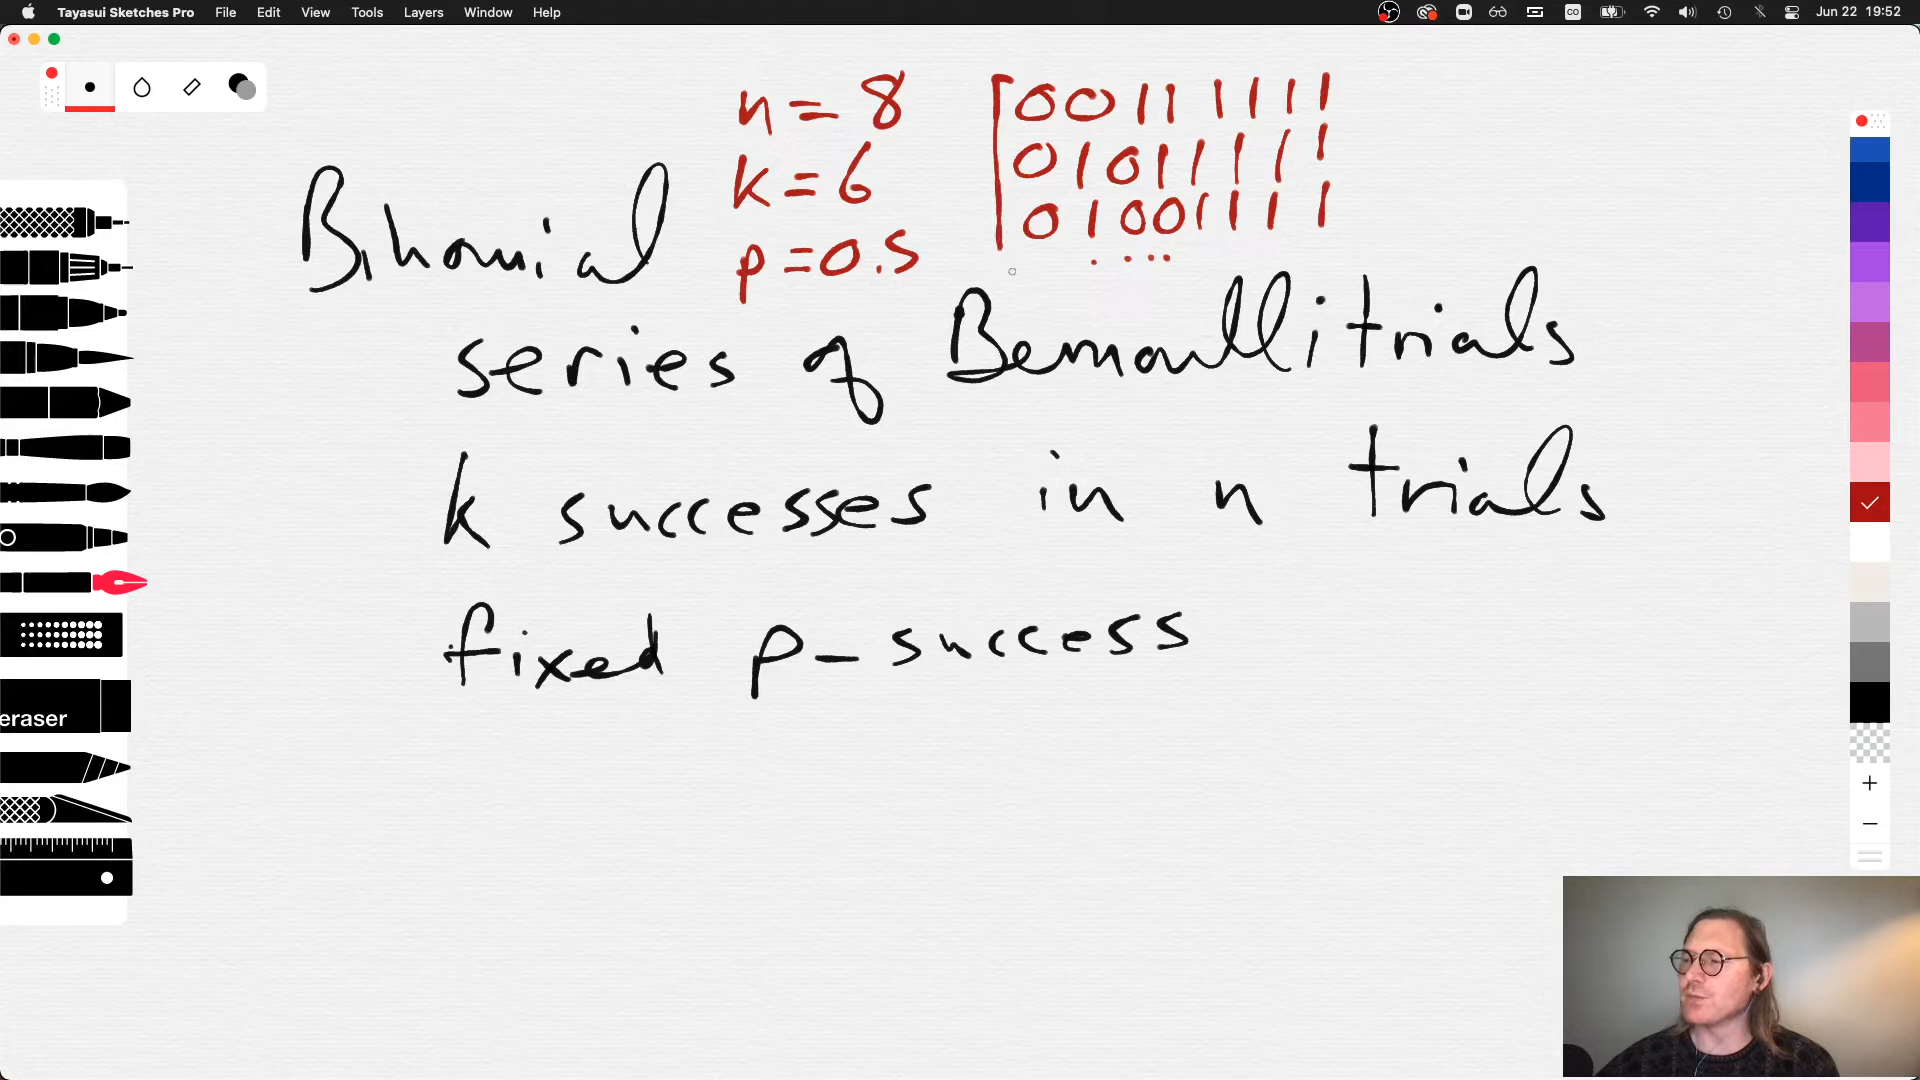 Tayasui Sketches Pro File Edit View Tools Layers Window Help
CO
Jun 22 19:52
n = 8
k = 6
p = 0.5
00111111
01011111
01001111
....
Binomial
series of Bernoulli trials
k successes in n trials
fixed p-success
eraser